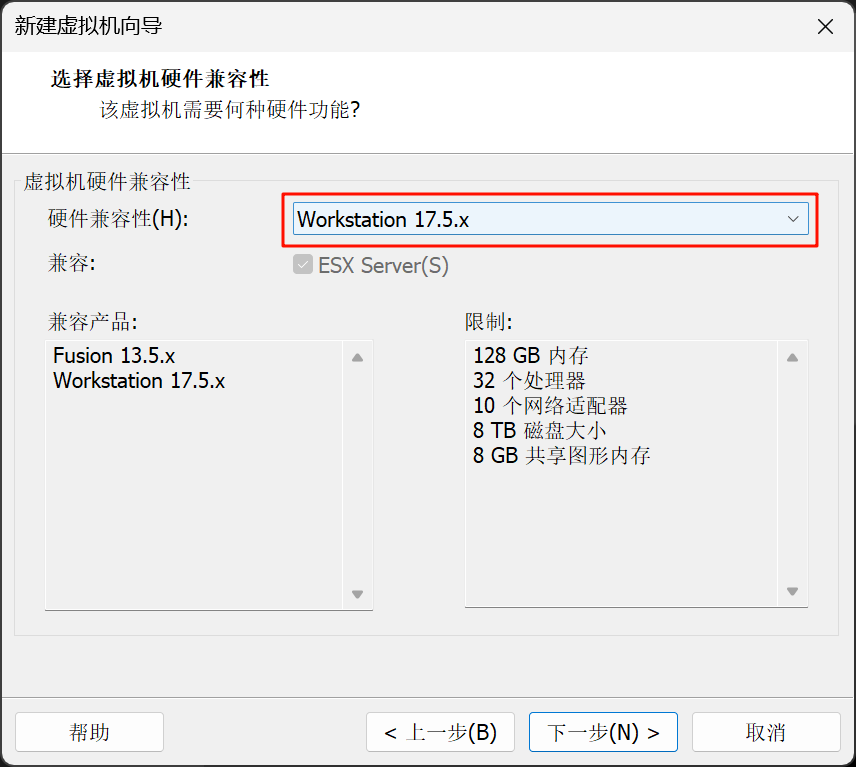 新建虚拟机向导
选择虚拟机硬件兼容性
该虚拟机需要何种硬件功能?
虚拟机硬件兼容性
硬件兼容性(H):
Workstation 17.5.x
兼容:
ESX Server(S)
兼容产品:
Fusion 13.5.x
Workstation 17.5.x
限制:
128 GB 内存
32 个处理器
10 个网络适配器
8 TB 磁盘大小
8 GB 共享图形内存
帮助
< 上一步(B)
下一步(N) >
取消